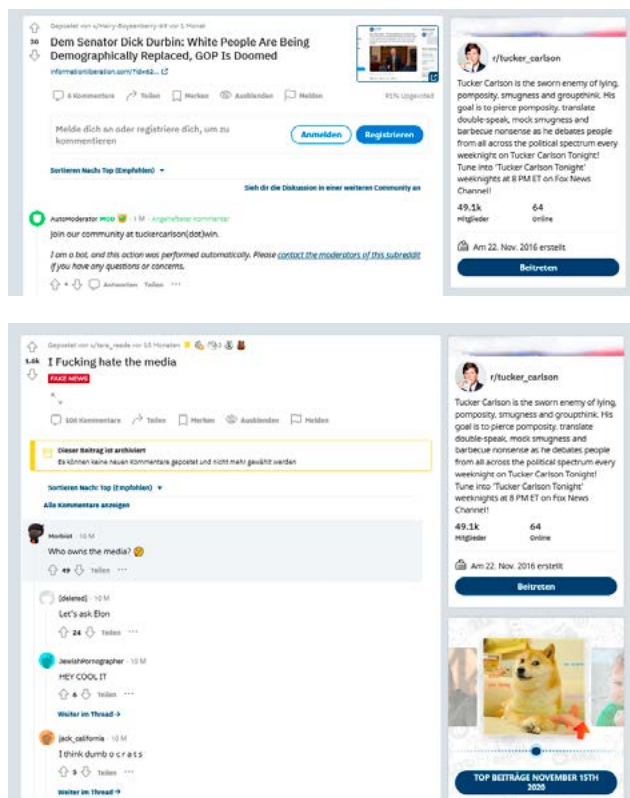 Gepostet von u/Hairy-Boysenberry-69 vor 1 Monat
36
Dem Senator Dick Durbin: White People Are Being
Demographically Replaced, GOP Is Doomed
6 Kommentare Teilen Merken Ausblenden Melden
91% Upgevoted
Melde dich an oder registriere dich, um zu
kommentieren
Anmelden
Registrieren
Sortieren Nach: Top (Empfohlen)
Sieh dir die Diskussion in einer weiteren Community an
AutoModerator MOD · 1 M · Angehefteter Kommentar
Join our community at tuckercarlson(dot)win.
I am a bot, and this action was performed automatically. Please contact the moderators of this subreddit
if you have any questions or concerns.
Antworten Teilen ···
r/tucker_carlson
Tucker Carlson is the sworn enemy of lying,
pomposity, smugness and groupthink. His
goal is to pierce pomposity, translate
double-speak, mock smugness and
barbecue nonsense as he debates people
from all across the political spectrum every
weeknight on Tucker Carlson Tonight!
Tune into 'Tucker Carlson Tonight'
weeknights at 8 PM ET on Fox News
Channel!
49.1k 64
Mitglieder Online
Am 22. Nov. 2016 erstellt
Beitreten
Gepostet von u/tara_reade vor 10 Monaten
I Fucking hate the media
FAKE NEWS
Kommentare Teilen Merken Ausblenden Melden
Dieser Beitrag ist archiviert
Es können keine neuen Kommentare gepostet und nicht mehr gewählt werden
Sortieren Nach: Top (Empfohlen)
Alle Kommentare anzeigen
10 M
Who owns the media?
49 Teilen ···
[deleted] · 10 M
Let's ask Elon
24 Teilen ···
JewishPornographer · 10 M
HEY COOL IT
6 Teilen ···
Weiter im Thread →
jack_california · 10 M
I think dumb o c r a t s
Teilen ···
Weiter im Thread →
r/tucker_carlson
Tucker Carlson is the sworn enemy of lying,
pomposity, smugness and groupthink. His
goal is to pierce pomposity, translate
double-speak, mock smugness and
barbecue nonsense as he debates people
from all across the political spectrum every
weeknight on Tucker Carlson Tonight!
Tune into 'Tucker Carlson Tonight'
weeknights at 8 PM ET on Fox News
Channel!
49.1k 64
Mitglieder Online
Am 22. Nov. 2016 erstellt
Beitreten
TOP BEITRÄGE NOVEMBER 15TH
2020